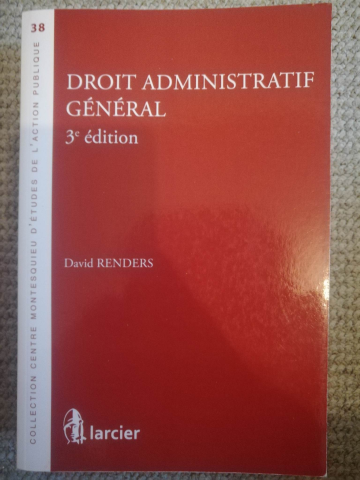 38
COLLECTION CENTRE MONTESQUIEU D'ÉTUDES DE L'ACTION PUBLIQUE
DROIT ADMINISTRATIF
GÉNÉRAL
3e édition
David RENDERS
larcier